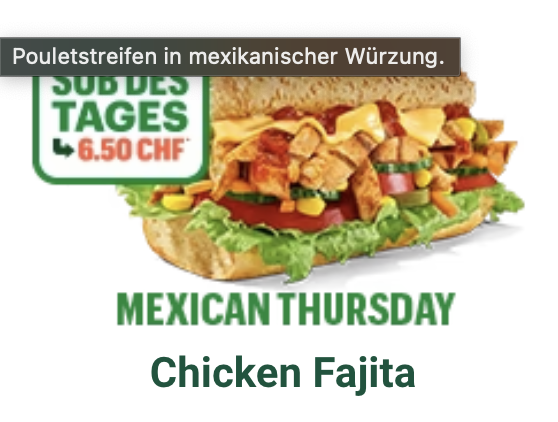 Pouletstreifen in mexikanischer Würzung.
SUB DES
TAGES
6.50 CHF*
MEXICAN THURSDAY
Chicken Fajita